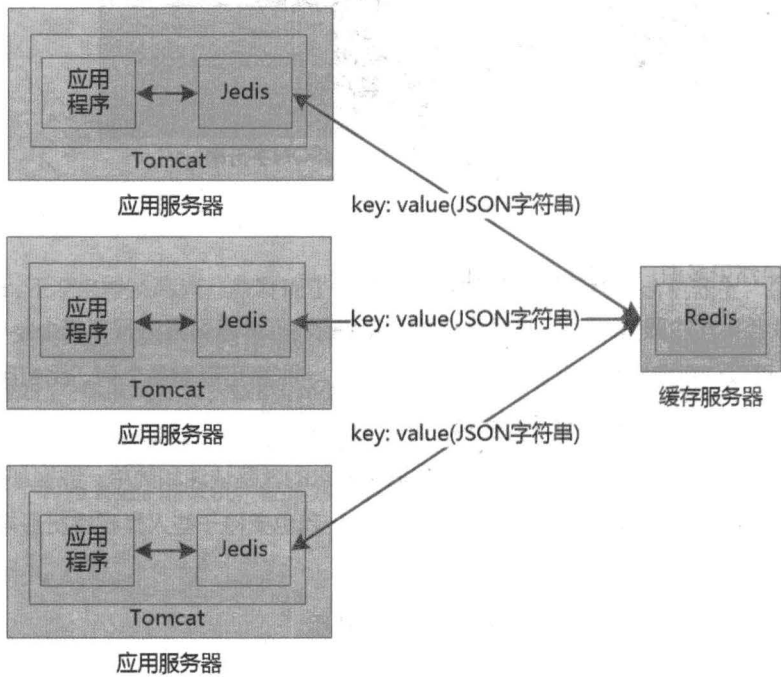 应用
程序
Jedis
Tomcat
应用服务器
key: value(JSON字符串)
应用
程序
Jedis
key: value(JSON字符串)
Redis
Tomcat
缓存服务器
应用服务器
key: value(JSON字符串)
应用
程序
Jedis
Tomcat
应用服务器